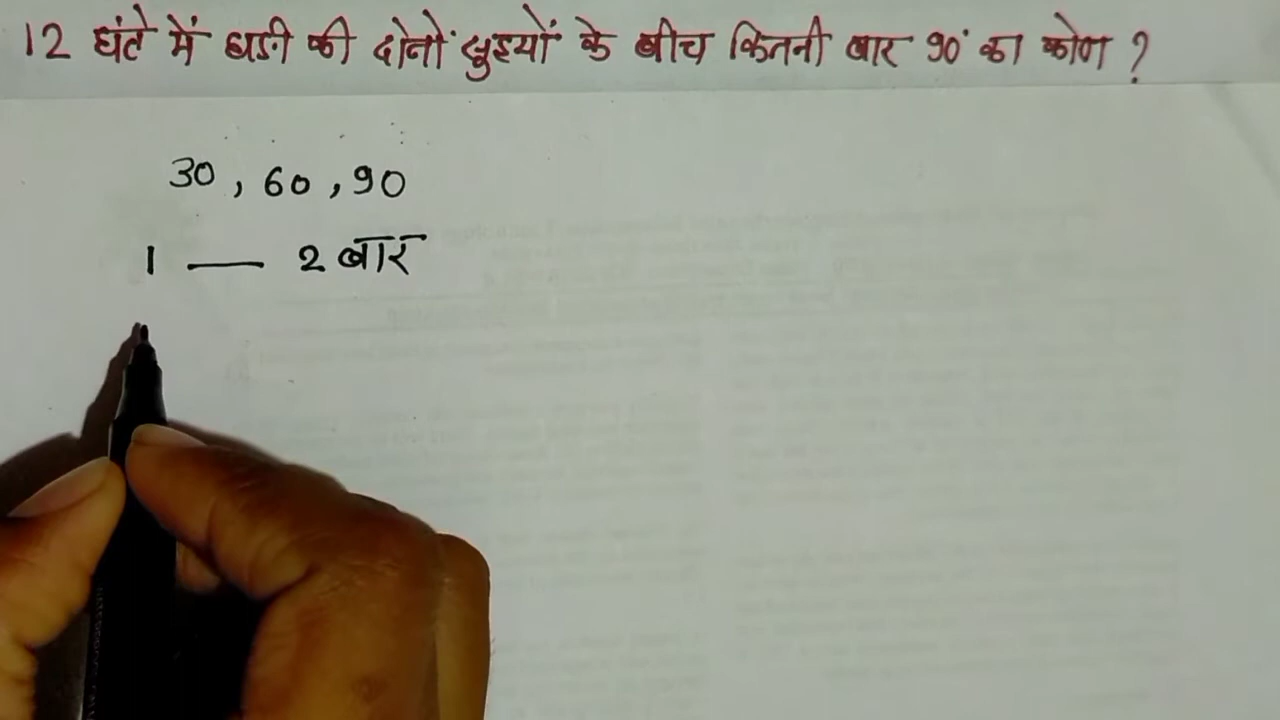 12 घंटे में घड़ी की दोनों सुइयों के बीच कितनी बार 90° का कोण ?
30 , 60 , 90
1 — 2 बार